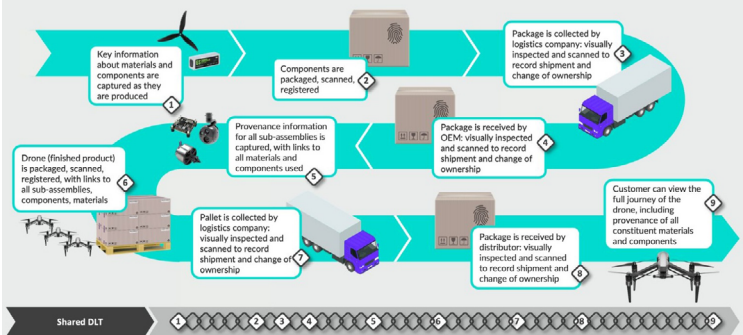 Key information
about materials and
components are
captured as they
are produced
1
Components are
packaged, scanned,
registered
2
Package is collected by
logistics company: visually
inspected and scanned to
record shipment and
change of ownership
3
Package is received by
OEM: visually inspected
and scanned to record
shipment and change of
ownership
4
Provenance information
for all sub-assemblies is
captured, with links to
all materials and
components used
5
Drone (finished product)
is packaged, scanned,
registered, with links to
all sub-assemblies,
components, materials
6
Pallet is collected by
logistics company:
visually inspected and
scanned to record
shipment and change of
ownership
7
Package is received by
distributor: visually
inspected and scanned
to record shipment and
change of ownership
8
Customer can view the
full journey of the
drone, including
provenance of all
constituent materials
and components
9
Shared DLT
1 2 3 4 5 6 7 8 9